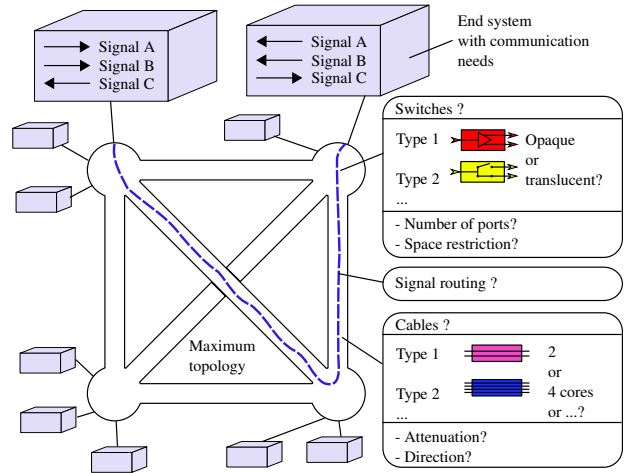 Signal A
Signal B
Signal C
Signal A
Signal B
Signal C
End system
with communication
needs
Switches ?
Type 1
Opaque
or
Type 2
translucent?
...
- Number of ports?
- Space restriction?
Signal routing ?
Cables ?
Type 1
2
or
Type 2
4 cores
...
or ...?
- Attenuation?
- Direction?
Maximum
topology